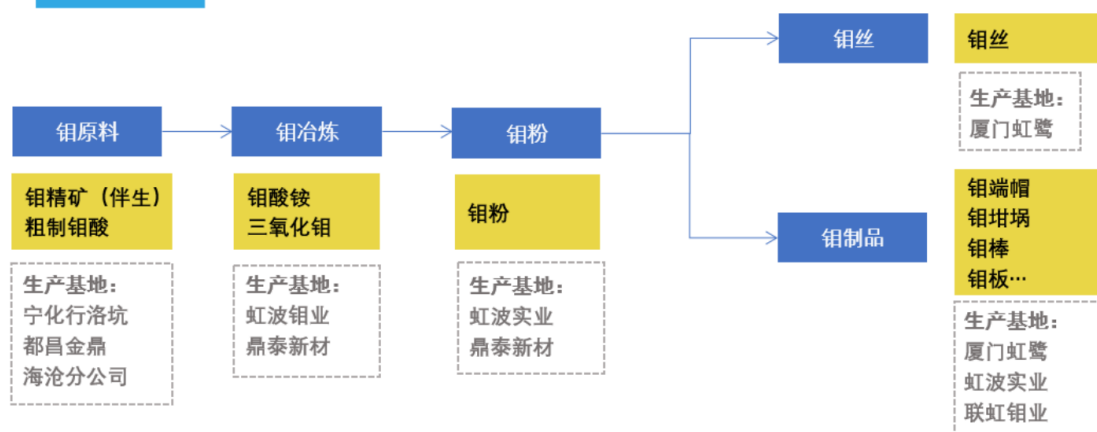 钼丝
钼丝
生产基地：
厦门虹鹭
钼原料
钼冶炼
钼粉
钼精矿（伴生）
粗制钼酸
钼酸铵
三氧化钼
钼粉
钼制品
钼端帽
钼坩埚
钼棒
钼板…
生产基地：
宁化行洛坑
都昌金鼎
海沧分公司
生产基地：
虹波钼业
鼎泰新材
生产基地：
虹波实业
鼎泰新材
生产基地：
厦门虹鹭
虹波实业
联虹钼业